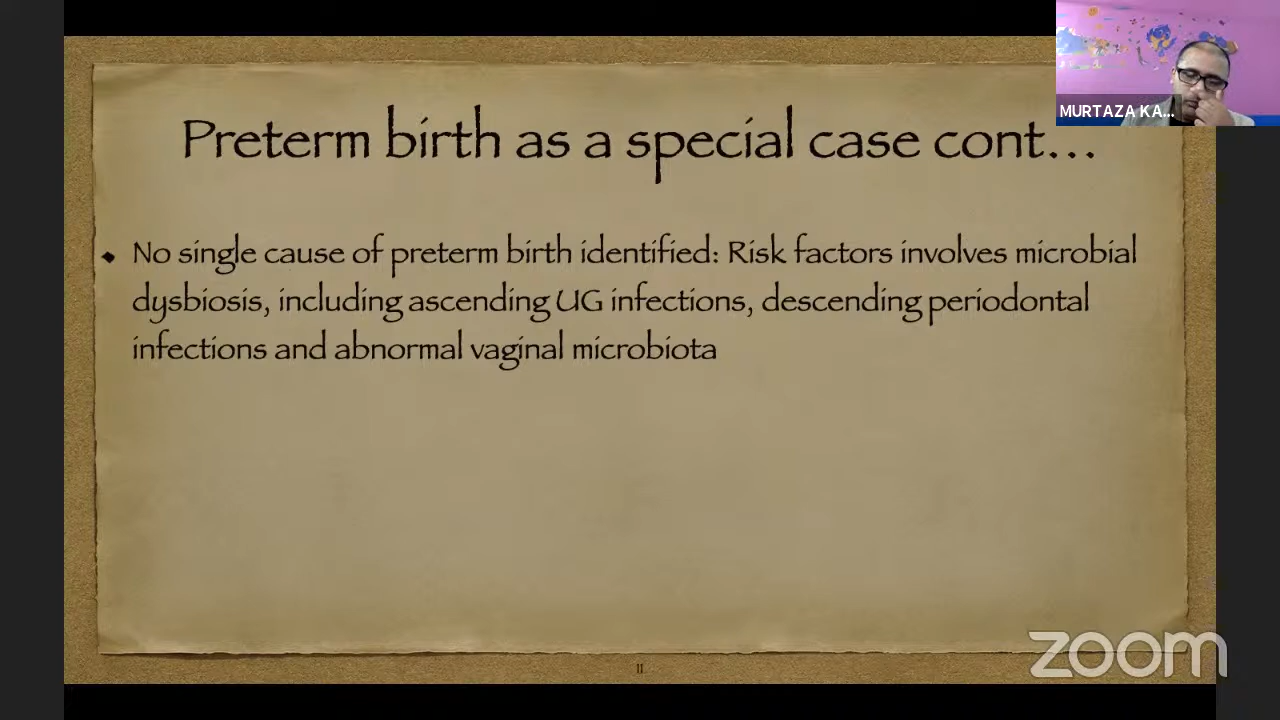 MURTAZA KA...
Preterm birth as a special case cont...
No single cause of preterm birth identified: Risk factors involves microbial
dysbiosis, including ascending UG infections, descending periodontal
infections and abnormal vaginal microbiota
zoom
11